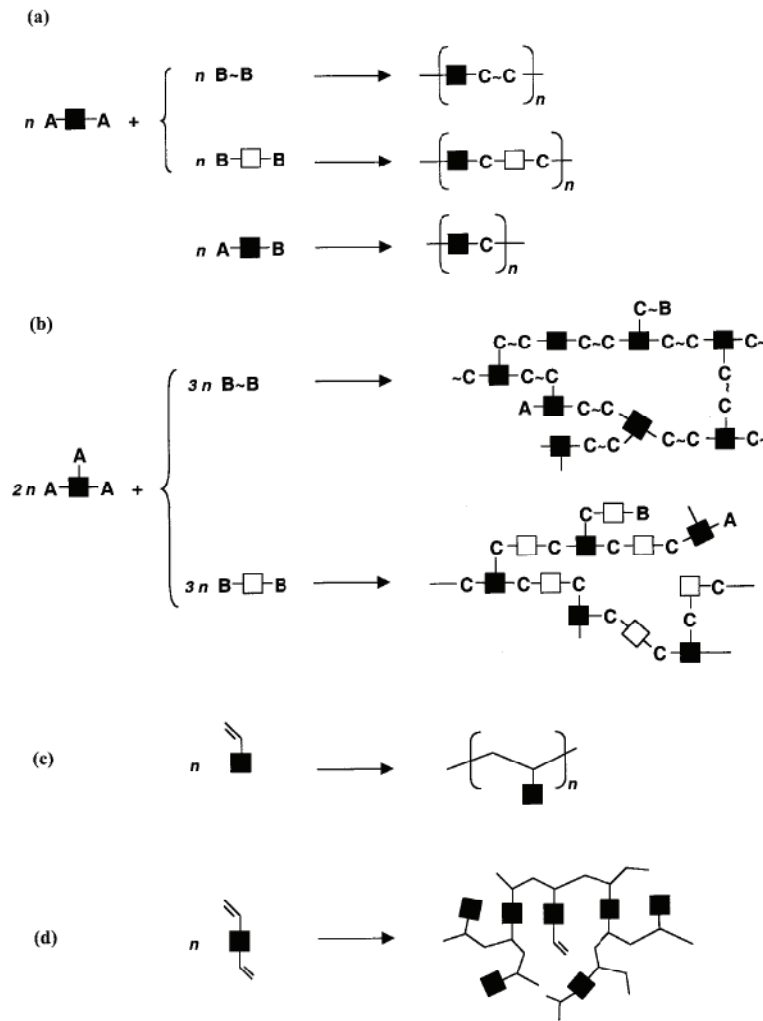 (a)
n B~B
C~C
n
n A A +
n B B
C C
n
n A B
C
n
(b)
C~B
C~C C~C C~C C~
3n B~B
~C C~C
C
~
C
A C~C
C~C C~
C~C
A
2n A A +
C B
A
C C C
3n B B
C C C
C
C
C
C
C
(c)
n
n
(d)
n